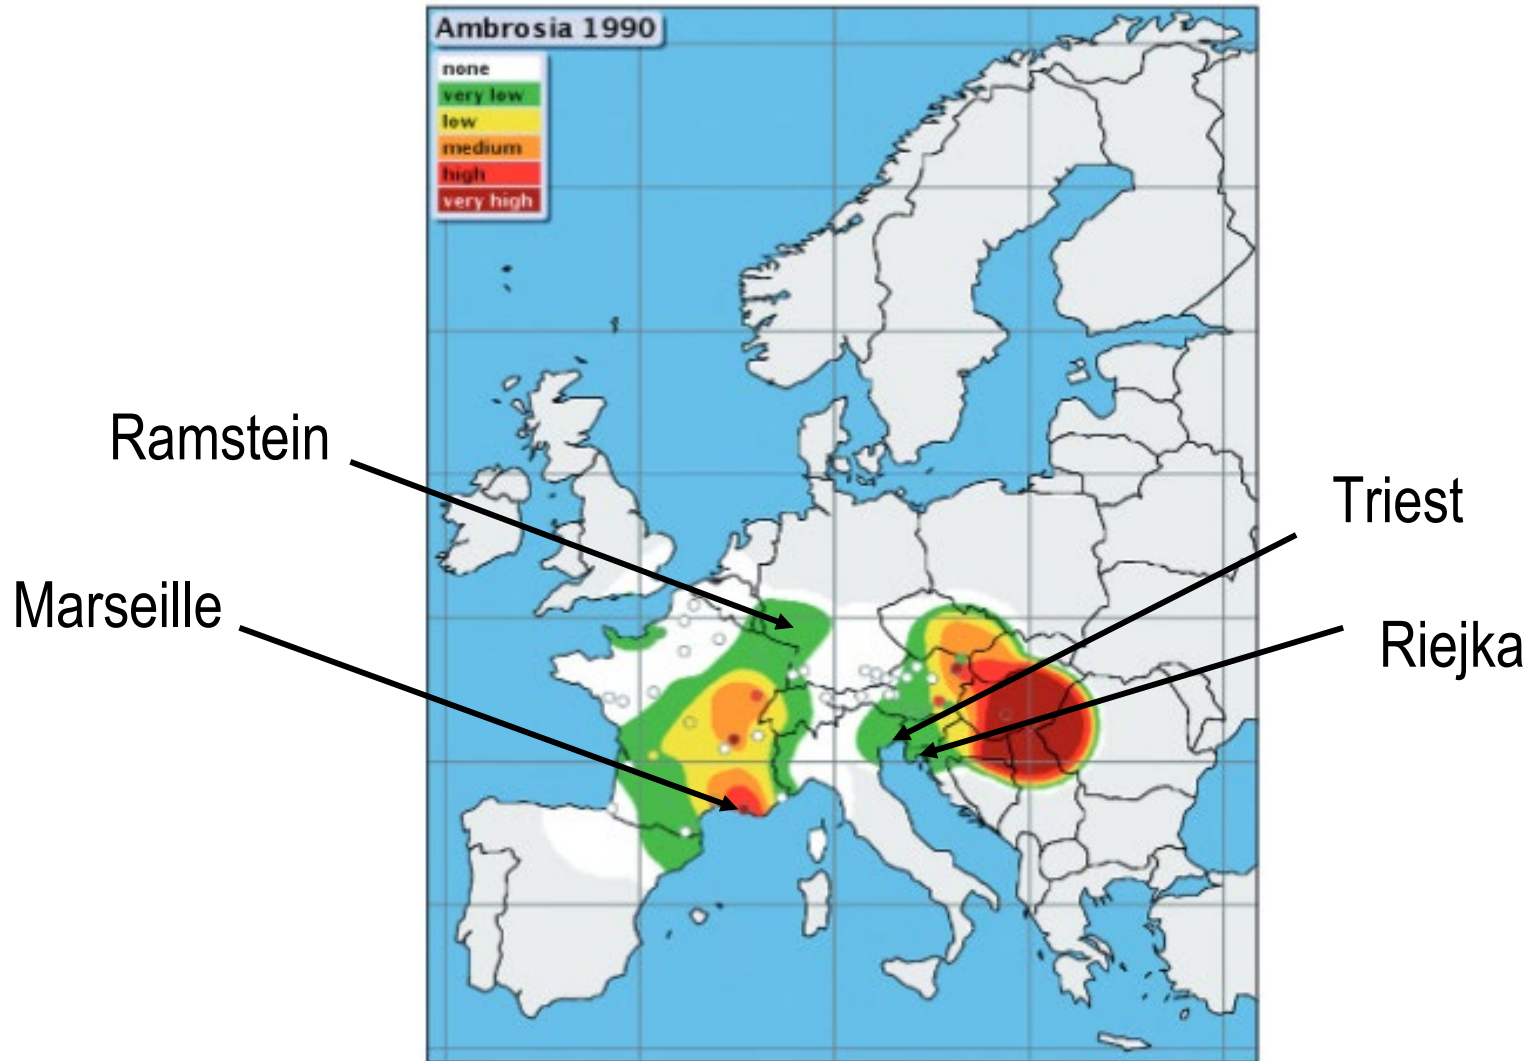 Ambrosia 1990
none
very low
low
medium
high
very high
Ramstein
Triest
Marseille
Riejka